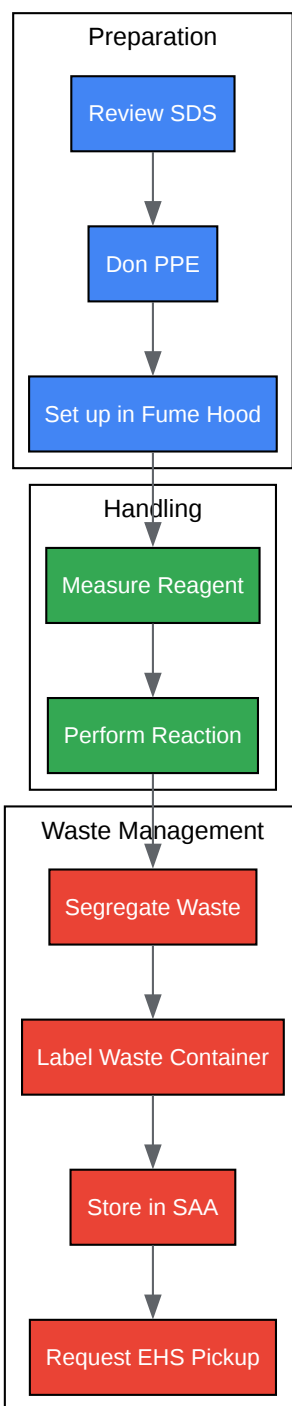 Preparation
Review SDS
Don PPE
Set up in Fume Hood
Handling
Measure Reagent
Perform Reaction
Waste Management
Segregate Waste
Label Waste Container
Store in SAA
Request EHS Pickup